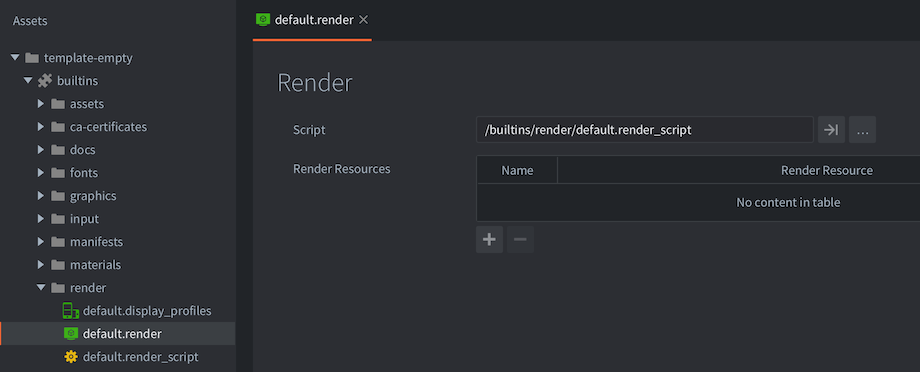 Assets
template-empty
builtins
assets
ca-certificates
docs
fonts
graphics
input
manifests
materials
render
default.display_profiles
default.render
default.render_script
default.render
Render
Script
/builtins/render/default.render_script
...
Render Resources
Name
Render Resource
No content in table